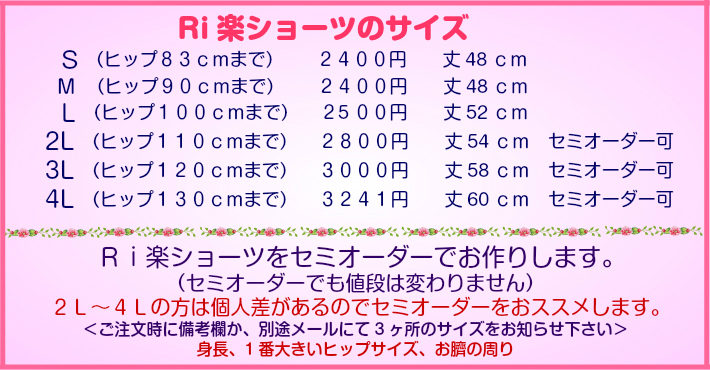 Ri楽ショーツのサイズ
S （ヒップ８３ｃmまで） ２４００円 丈48ｃｍ
M （ヒップ９０ｃmまで） ２４００円 丈48ｃｍ
L （ヒップ１００ｃmまで） ２5００円 丈52ｃｍ
2L （ヒップ１１０ｃmまで） ２８００円 丈54ｃｍ セミオーダー可
3L （ヒップ１２０ｃmまで） ３０００円 丈58ｃｍ セミオーダー可
4L （ヒップ１３０ｃmまで） ３２４１円 丈60ｃｍ セミオーダー可
Ｒｉ楽ショーツをセミオーダーでお作りします。
（セミオーダーでも値段は変わりません）
２Ｌ～４Ｌの方は個人差があるのでセミオーダーをおススメします。
＜ご注文時に備考欄か、別途メールにて３ヶ所のサイズをお知らせ下さい＞
身長、１番大きいヒップサイズ、お臍の周り